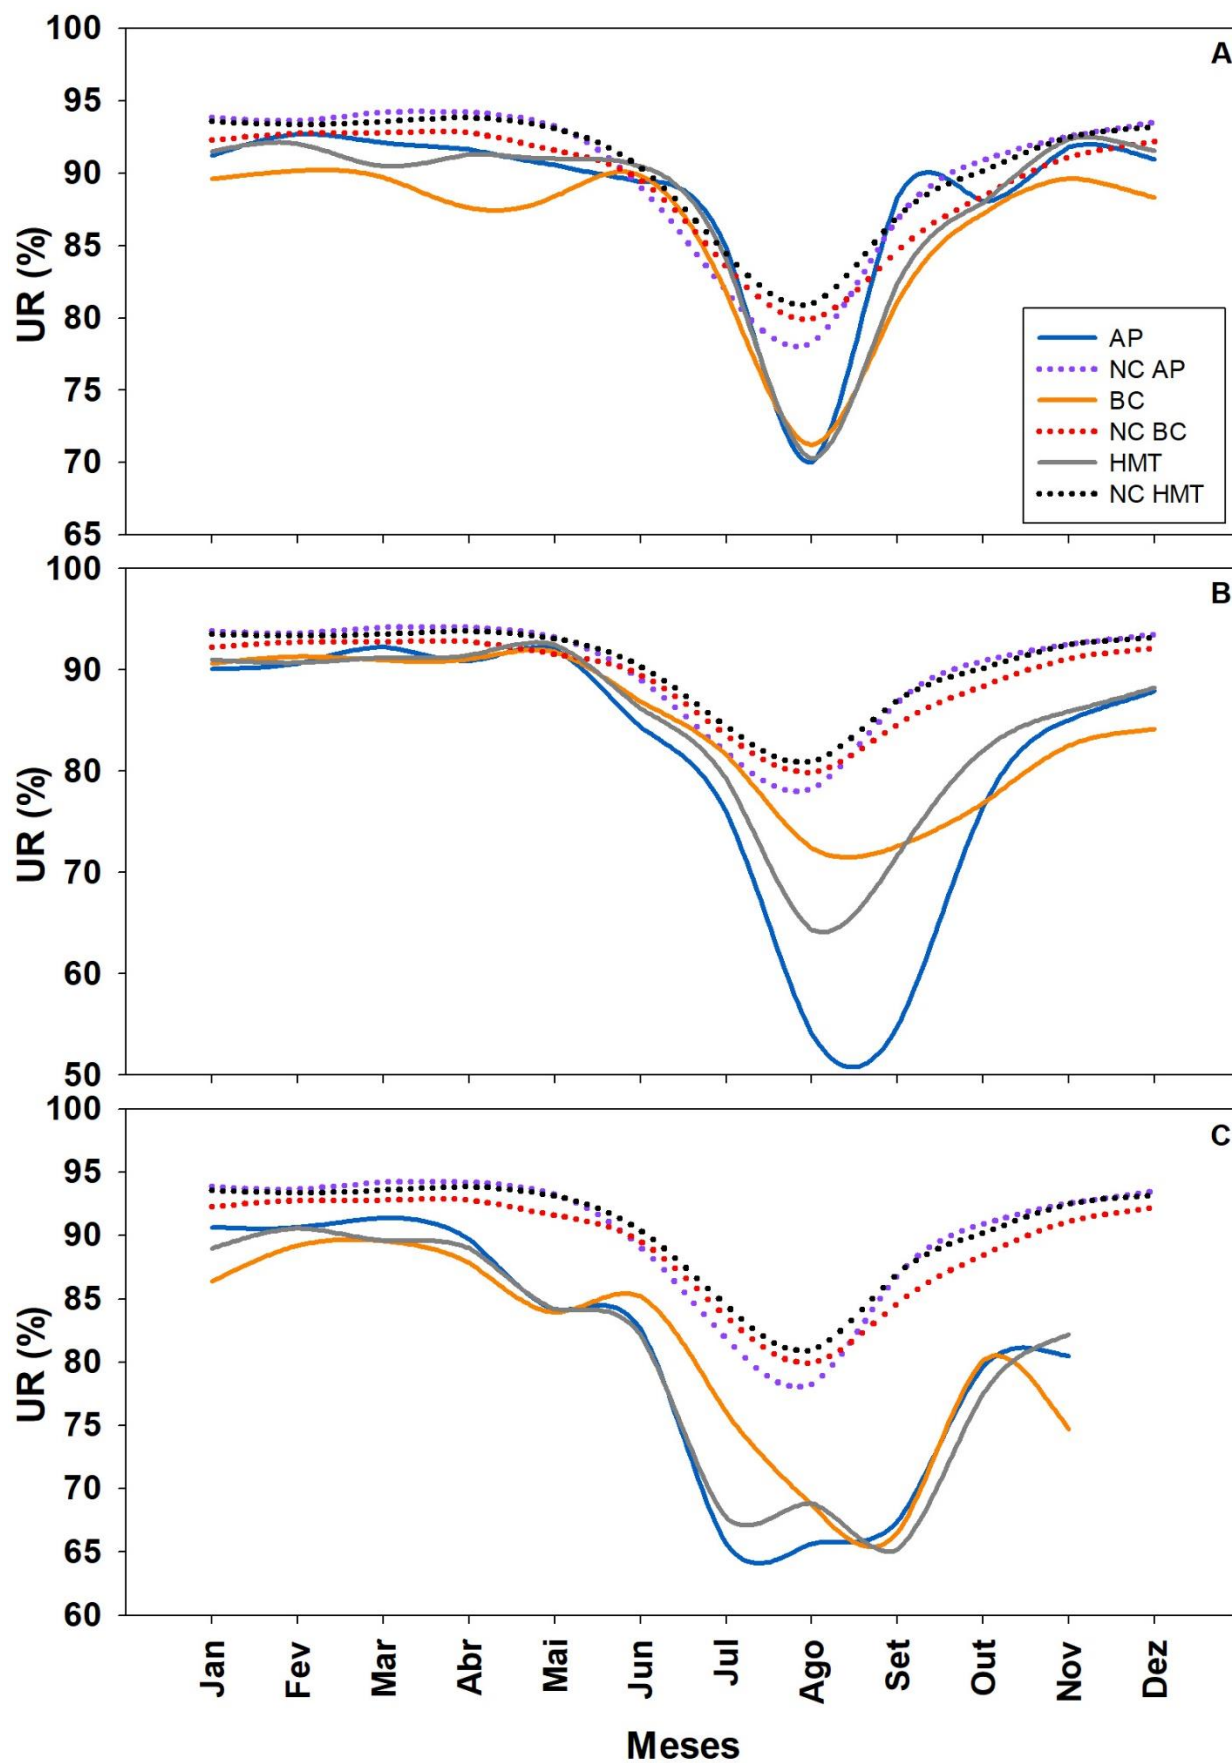 A
UR (%)
100
95
90
85
80
75
70
65
AP
NC AP
BC
NC BC
HMT
NC HMT
B
UR (%)
100
90
80
70
60
50
C
UR (%)
100
95
90
85
80
75
70
65
60
Jan Fev Mar Abr Mai Jun Jul Ago Set Out Nov Dez
Meses